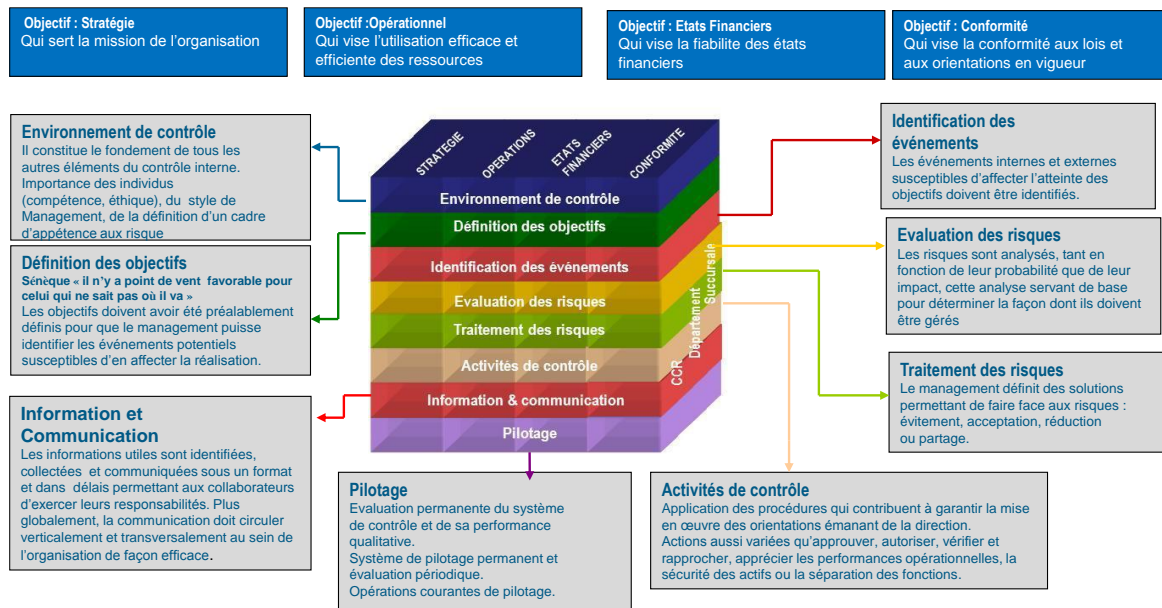 Objectif : Stratégie
Qui sert la mission de l'organisation
Objectif :Opérationnel
Qui vise l'utilisation efficace et
efficiente des ressources
Objectif : Etats Financiers
Qui vise la fiabilite des états
financiers
Objectif : Conformité
Qui vise la conformité aux lois et
aux orientations en vigueur
Environnement de contrôle
Il constitue le fondement de tous les
autres éléments du contrôle interne.
Importance des individus
(compétence, éthique), du style de
Management, de la définition d'un cadre
d'appétence aux risque
Définition des objectifs
Sénèque « il n'y a point de vent favorable pour
celui qui ne sait pas où il va »
Les objectifs doivent avoir été préalablement
définis pour que le management puisse
identifier les événements potentiels
susceptibles d'en affecter la réalisation.
Information et
Communication
Les informations utiles sont identifiées,
collectées et communiquées sous un format
et dans délais permettant aux collaborateurs
d'exercer leurs responsabilités. Plus
globalement, la communication doit circuler
verticalement et transversalement au sein de
l'organisation de façon efficace.
STRATEGIE
OPERATIONS
ETATS
FINANCIERS
CONFORMITE
Environnement de contrôle
Définition des objectifs
Identification des événements
Evaluation des risques
Traitement des risques
Activités de contrôle
Information & communication
Pilotage
CCR
Département
Succursale
Identification des
événements
Les événements internes et externes
susceptibles d'affecter l'atteinte des
objectifs doivent être identifiés.
Evaluation des risques
Les risques sont analysés, tant en
fonction de leur probabilité que de leur
impact, cette analyse servant de base
pour déterminer la façon dont ils doivent
être gérés
Traitement des risques
Le management définit des solutions
permettant de faire face aux risques :
évitement, acceptation, réduction
ou partage.
Pilotage
Evaluation permanente du système
de contrôle et de sa performance
qualitative.
Système de pilotage permanent et
évaluation périodique.
Opérations courantes de pilotage.
Activités de contrôle
Application des procédures qui contribuent à garantir la mise
en œuvre des orientations émanant de la direction.
Actions aussi variées qu'approuver, autoriser, vérifier et
rapprocher, apprécier les performances opérationnelles, la
sécurité des actifs ou la séparation des fonctions.